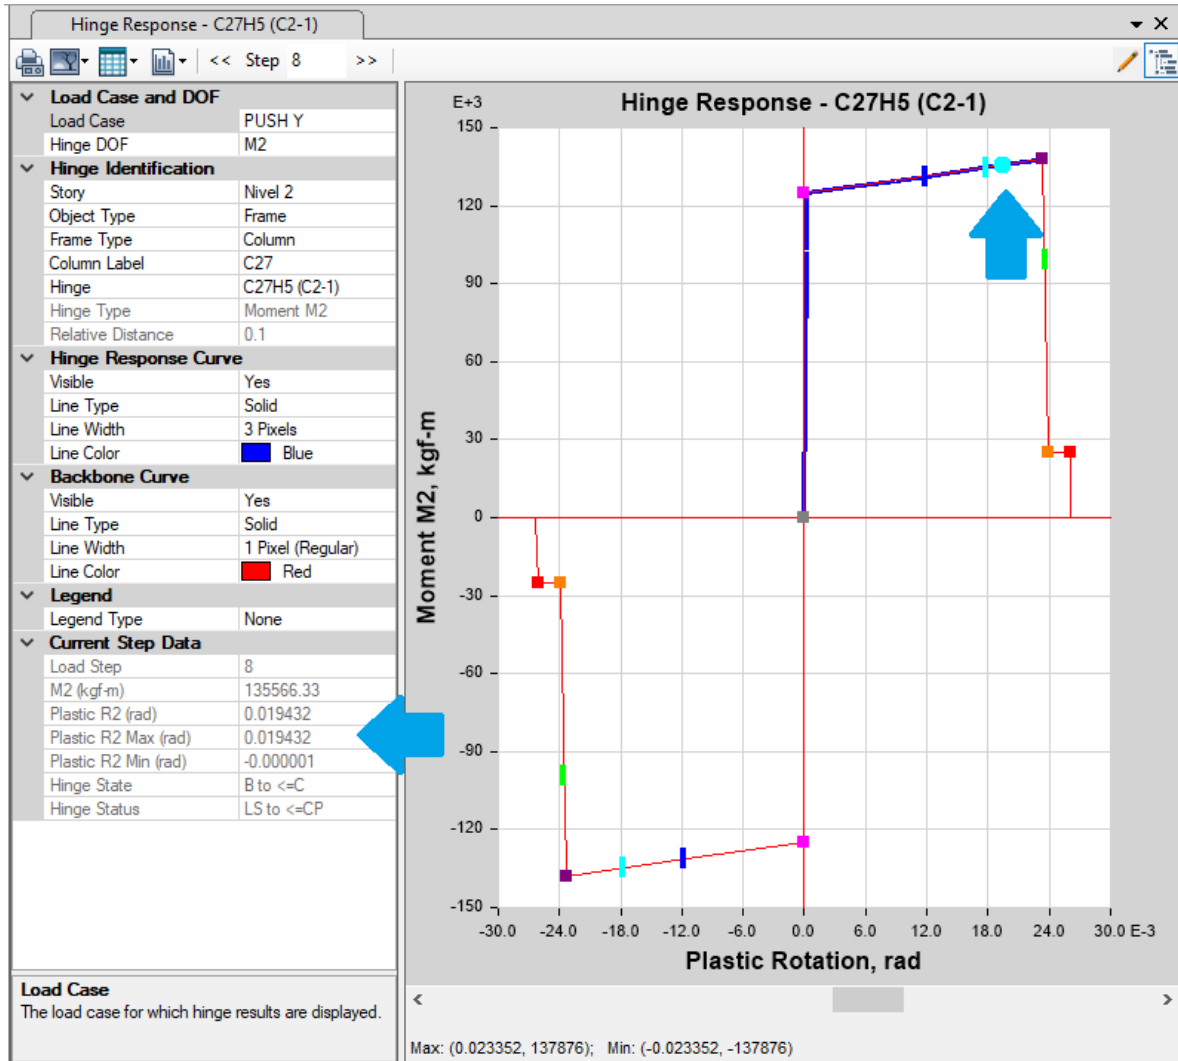 Hinge Response - C27H5 (C2-1)
<< Step 8 >>
Load Case and DOF
Load Case PUSH Y
Hinge DOF M2
Hinge Identification
Story Nivel 2
Object Type Frame
Frame Type Column
Column Label C27
Hinge C27H5 (C2-1)
Hinge Type Moment M2
Relative Distance 0.1
Hinge Response Curve
Visible Yes
Line Type Solid
Line Width 3 Pixels
Line Color Blue
Backbone Curve
Visible Yes
Line Type Solid
Line Width 1 Pixel (Regular)
Line Color Red
Legend
Legend Type None
Current Step Data
Load Step 8
M2 (kgf-m) 135566.33
Plastic R2 (rad) 0.019432
Plastic R2 Max (rad) 0.019432
Plastic R2 Min (rad) -0.000001
Hinge State B to <=C
Hinge Status LS to <=CP
Load Case
The load case for which hinge results are displayed.
E+3
Hinge Response - C27H5 (C2-1)
150
120
90
60
30
0
-30
-60
-90
-120
-150
Moment M2, kgf-m
-30.0 -24.0 -18.0 -12.0 -6.0 0.0 6.0 12.0 18.0 24.0 30.0 E-3
Plastic Rotation, rad
< >
Max: (0.023352, 137876); Min: (-0.023352, -137876)